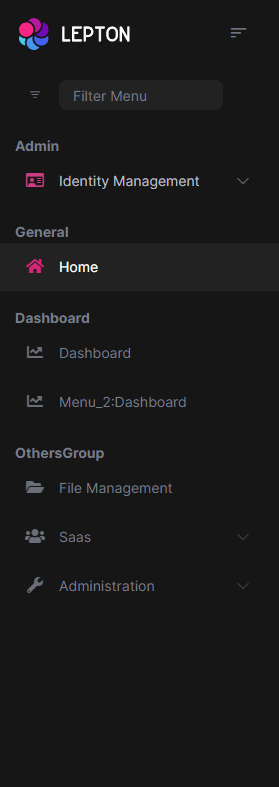 LEPTON
Filter Menu
Admin
Identity Management
General
Home
Dashboard
Dashboard
Menu_2:Dashboard
OthersGroup
File Management
Saas
Administration